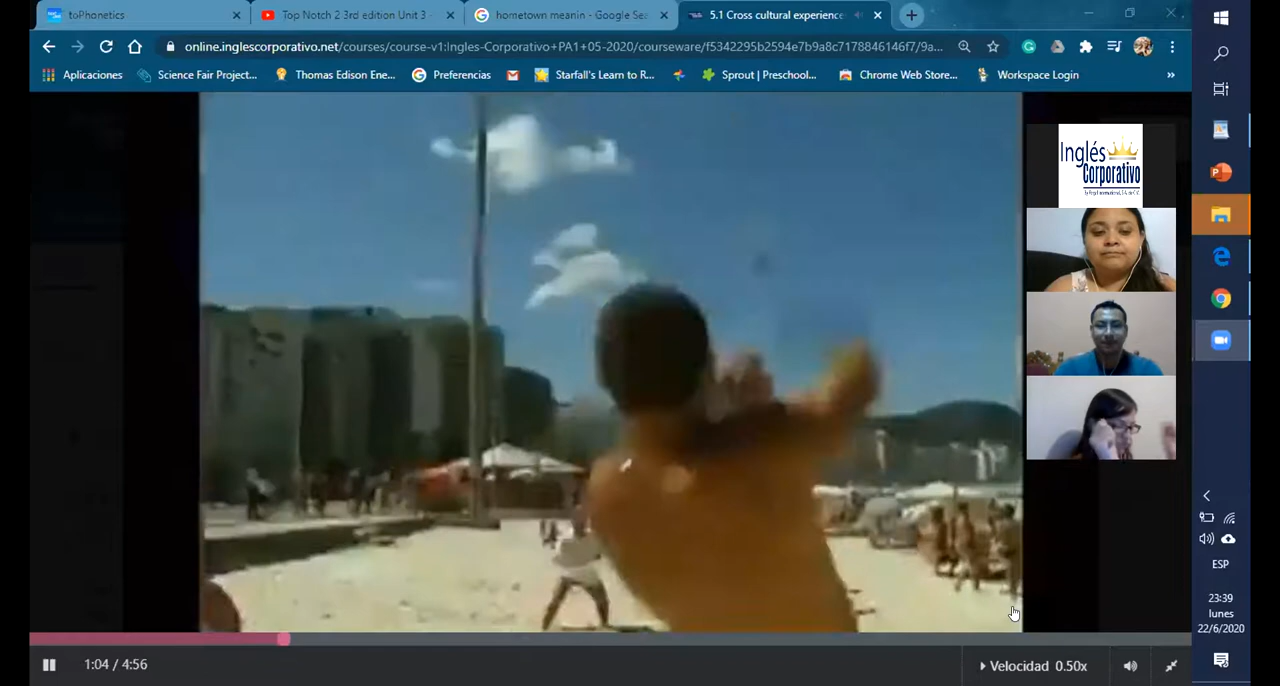 toPhonetics
Top Notch 2 3rd edition Unit 3 -
hometown meanin - Google Sea
5.1 Cross cultural experience
online.inglescorporativo.net/courses/course-v1:Ingles-Corporativo+PA1+05-2020/courseware/f5342295b2594e7b9a8c7178846146f7/9a...
Aplicaciones
Science Fair Project...
Thomas Edison Ene...
Preferencias
Starfall's Learn to R...
Sprout | Preschool...
Chrome Web Store...
Workspace Login
»
Inglés
Corporativo
ESP
23:39
lunes
22/6/2020
1:04 / 4:56
Velocidad 0.50x